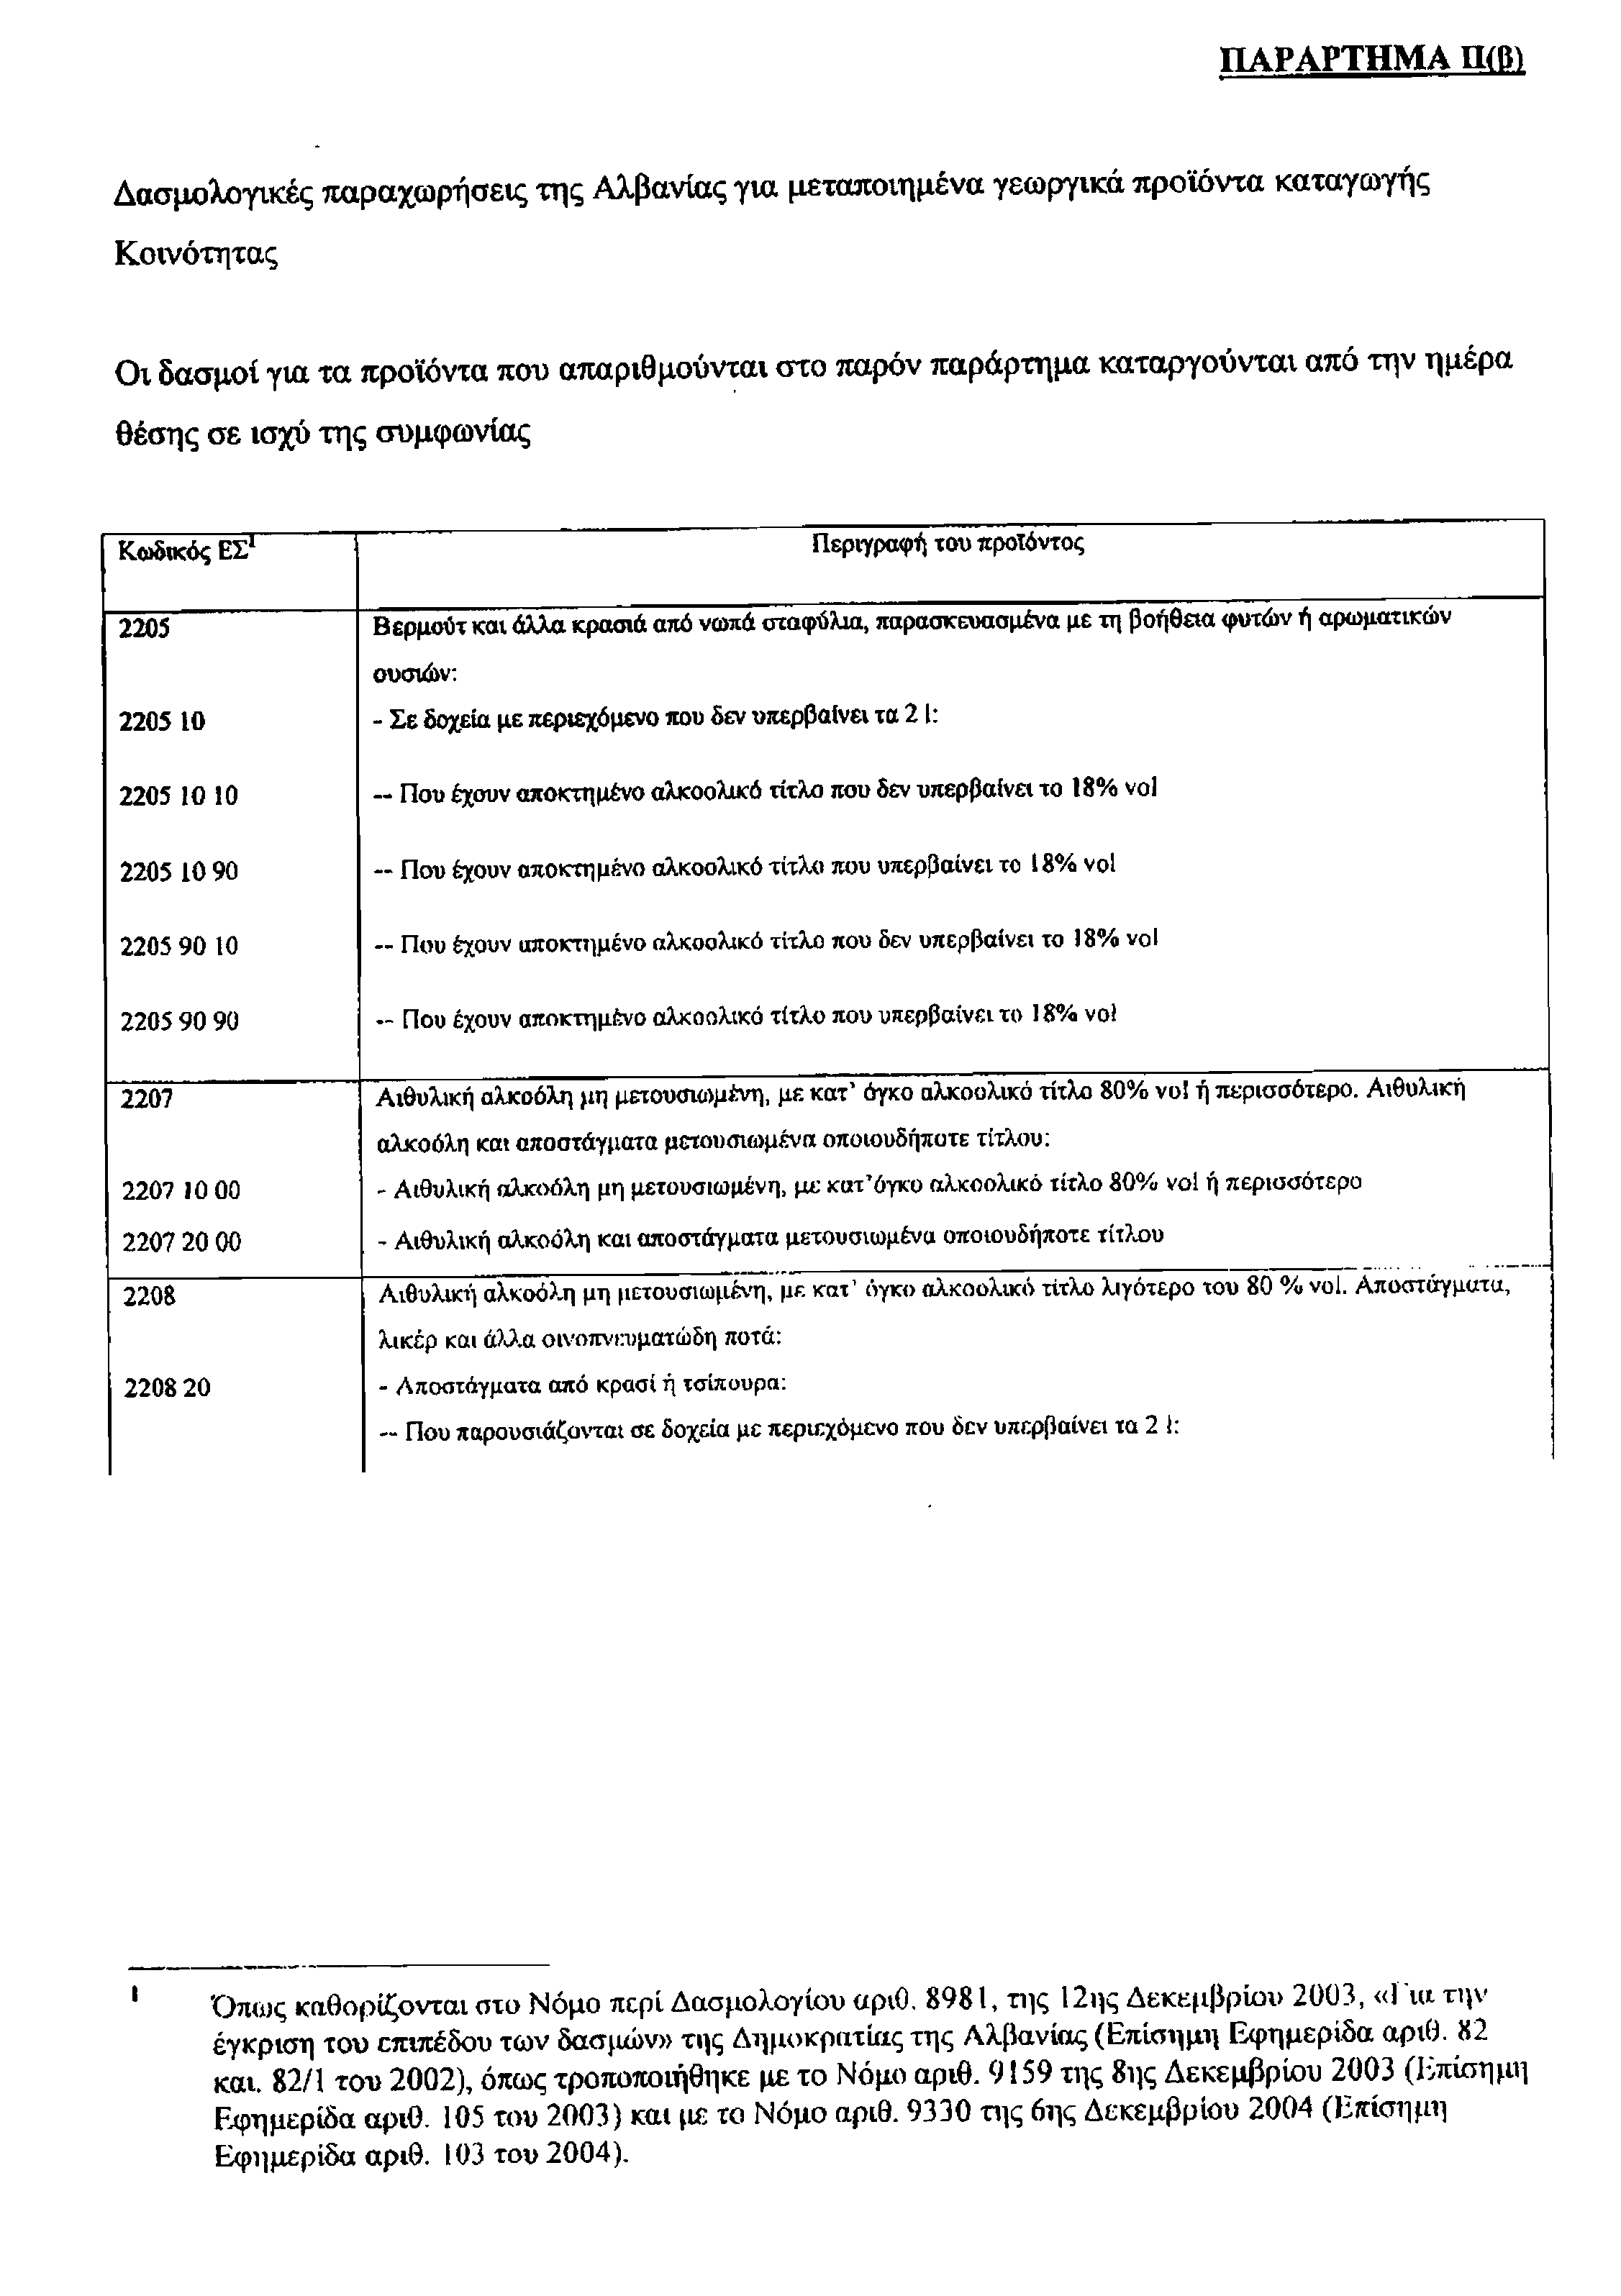 ΠΑΡΑΡΤΗΜΑ ΙΙ(β)
Δασμολογικές παραχωρήσεις της Αλβανίας για μεταποιημένα γεωργικά προϊόντα καταγωγής
Κοινότητας
Οι δασμοί για τα προϊόντα που απαριθμούνται στο παρόν παράρτημα καταργούνται από την ημέρα
θέσης σε ισχύ της συμφωνίας
Κωδικός ΕΣ¹ Περιγραφή του προϊόντος
2205 Βερμούτ και άλλα κρασιά από νωπά σταφύλια, παρασκευασμένα με τη βοήθεια φυτών ή αρωματικών
ουσιών:
2205 10 - Σε δοχεία με περιεχόμενο που δεν υπερβαίνει τα 2 l:
2205 10 10 -- Που έχουν αποκτημένο αλκοολικό τίτλο που δεν υπερβαίνει το 18% vol
2205 10 90 -- Που έχουν αποκτημένο αλκοολικό τίτλο που υπερβαίνει το 18% vol
2205 90 10 -- Που έχουν αποκτημένο αλκοολικό τίτλο που δεν υπερβαίνει το 18% vol
2205 90 90 -- Που έχουν αποκτημένο αλκοολικό τίτλο που υπερβαίνει το 18% vol
2207 Αιθυλική αλκοόλη μη μετουσιωμένη, με κατ’ όγκο αλκοολικό τίτλο 80% vol ή περισσότερο. Αιθυλική
αλκοόλη και αποστάγματα μετουσιωμένα οποιουδήποτε τίτλου:
2207 10 00 - Αιθυλική αλκοόλη μη μετουσιωμένη, με κατ’όγκο αλκοολικό τίτλο 80% vol ή περισσότερο
2207 20 00 - Αιθυλική αλκοόλη και αποστάγματα μετουσιωμένα οποιουδήποτε τίτλου
2208 Αιθυλική αλκοόλη μη μετουσιωμένη, με κατ’ όγκο αλκοολικό τίτλο λιγότερο του 80 % vol. Αποστάγματα,
λικέρ και άλλα οινοπνευματώδη ποτά:
2208 20 - Αποστάγματα από κρασί ή τσίπουρα:
-- Που παρουσιάζονται σε δοχεία με περιεχόμενο που δεν υπερβαίνει τα 2 l:
1 Όπως καθορίζονται στο Νόμο περί Δασμολογίου αριθ. 8981, της 12ης Δεκεμβρίου 2003, «Για την
έγκριση του επιπέδου των δασμών» της Δημοκρατίας της Αλβανίας (Επίσημη Εφημερίδα αριθ. 82
και. 82/1 του 2002), όπως τροποποιήθηκε με το Νόμο αριθ. 9159 της 8ης Δεκεμβρίου 2003 (Επίσημη
Εφημερίδα αριθ. 105 του 2003) και με το Νόμο αριθ. 9330 της 6ης Δεκεμβρίου 2004 (Επίσημη
Εφημερίδα αριθ. 103 του 2004).